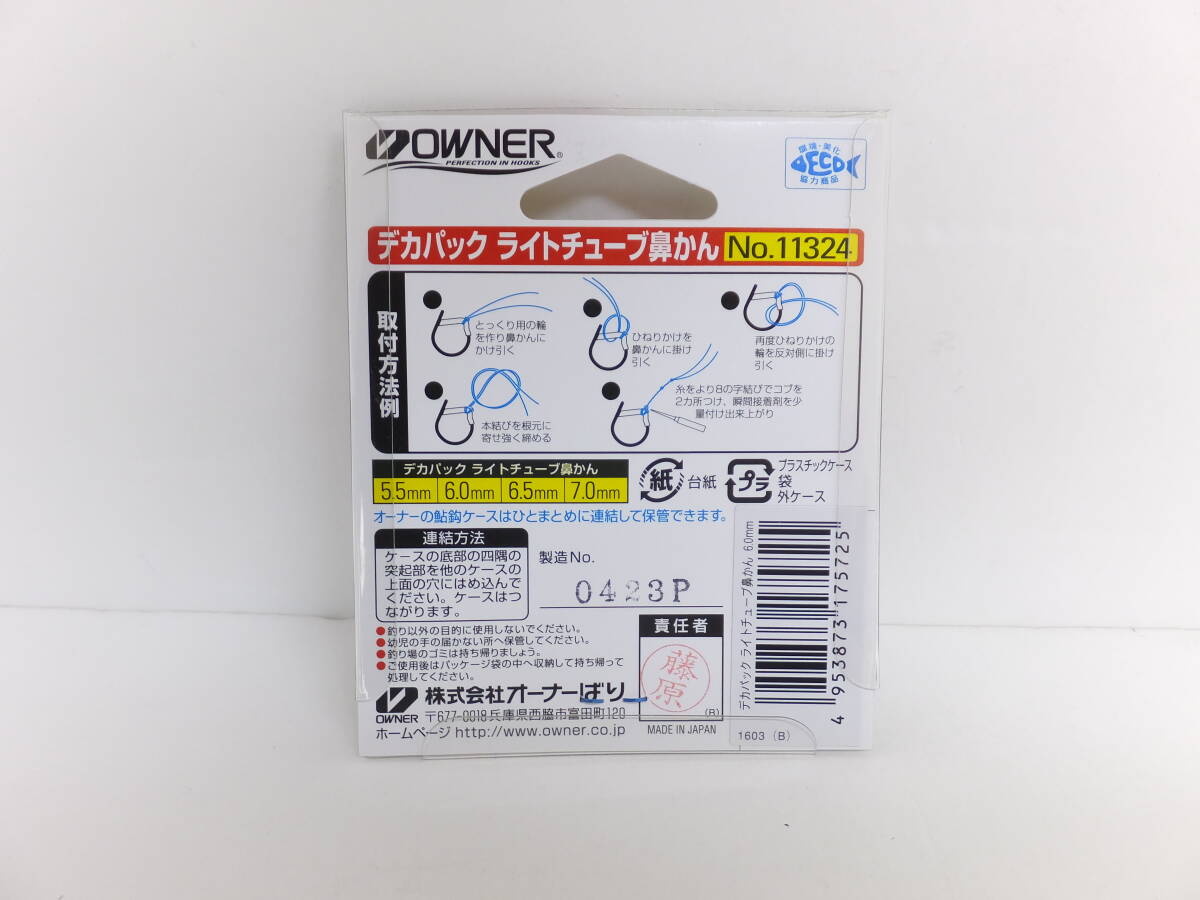 OWNER®
PERFECTION IN HOOKS
環境・美化
DECO
協力商品
デカパック ライトチューブ鼻かん No.11324
取付方法例
とっくり用の輪
を作り鼻かんに
かけ引く
ひねりかけを
鼻かんに掛け
引く
再度ひねりかけの
輪を反対側に掛け
引く
本結びを根元に
寄せ強く締める
糸をより8の字結びでコブを
2カ所つけ、瞬間接着剤を少
量付け出来上がり
デカパック ライトチューブ鼻かん
5.5mm 6.0mm 6.5mm 7.0mm
紙 台紙
プラ
プラスチックケース
袋
外ケース
オーナーの鮎鈎ケースはひとまとめに連結して保管できます。
連結方法
ケースの底部の四隅の
突起部を他のケースの
上面の穴にはめ込んで
ください。ケースはつ
ながります。
製造No.
0423P
●釣り以外の目的に使用しないでください。
●幼児の手の届かない所へ保管してください。
●釣り場のゴミは持ち帰りましょう。
●ご使用後はパッケージ袋の中へ収納して持ち帰って
処理してください。
責任者
藤原
(B)
OWNER
株式会社オーナーばり
〒677-0018 兵庫県西脇市富田町120
ホームページ http://www.owner.co.jp
MADE IN JAPAN
デカパック ライトチューブ鼻かん 6.0mm
4 953873 175725
1603 (B)